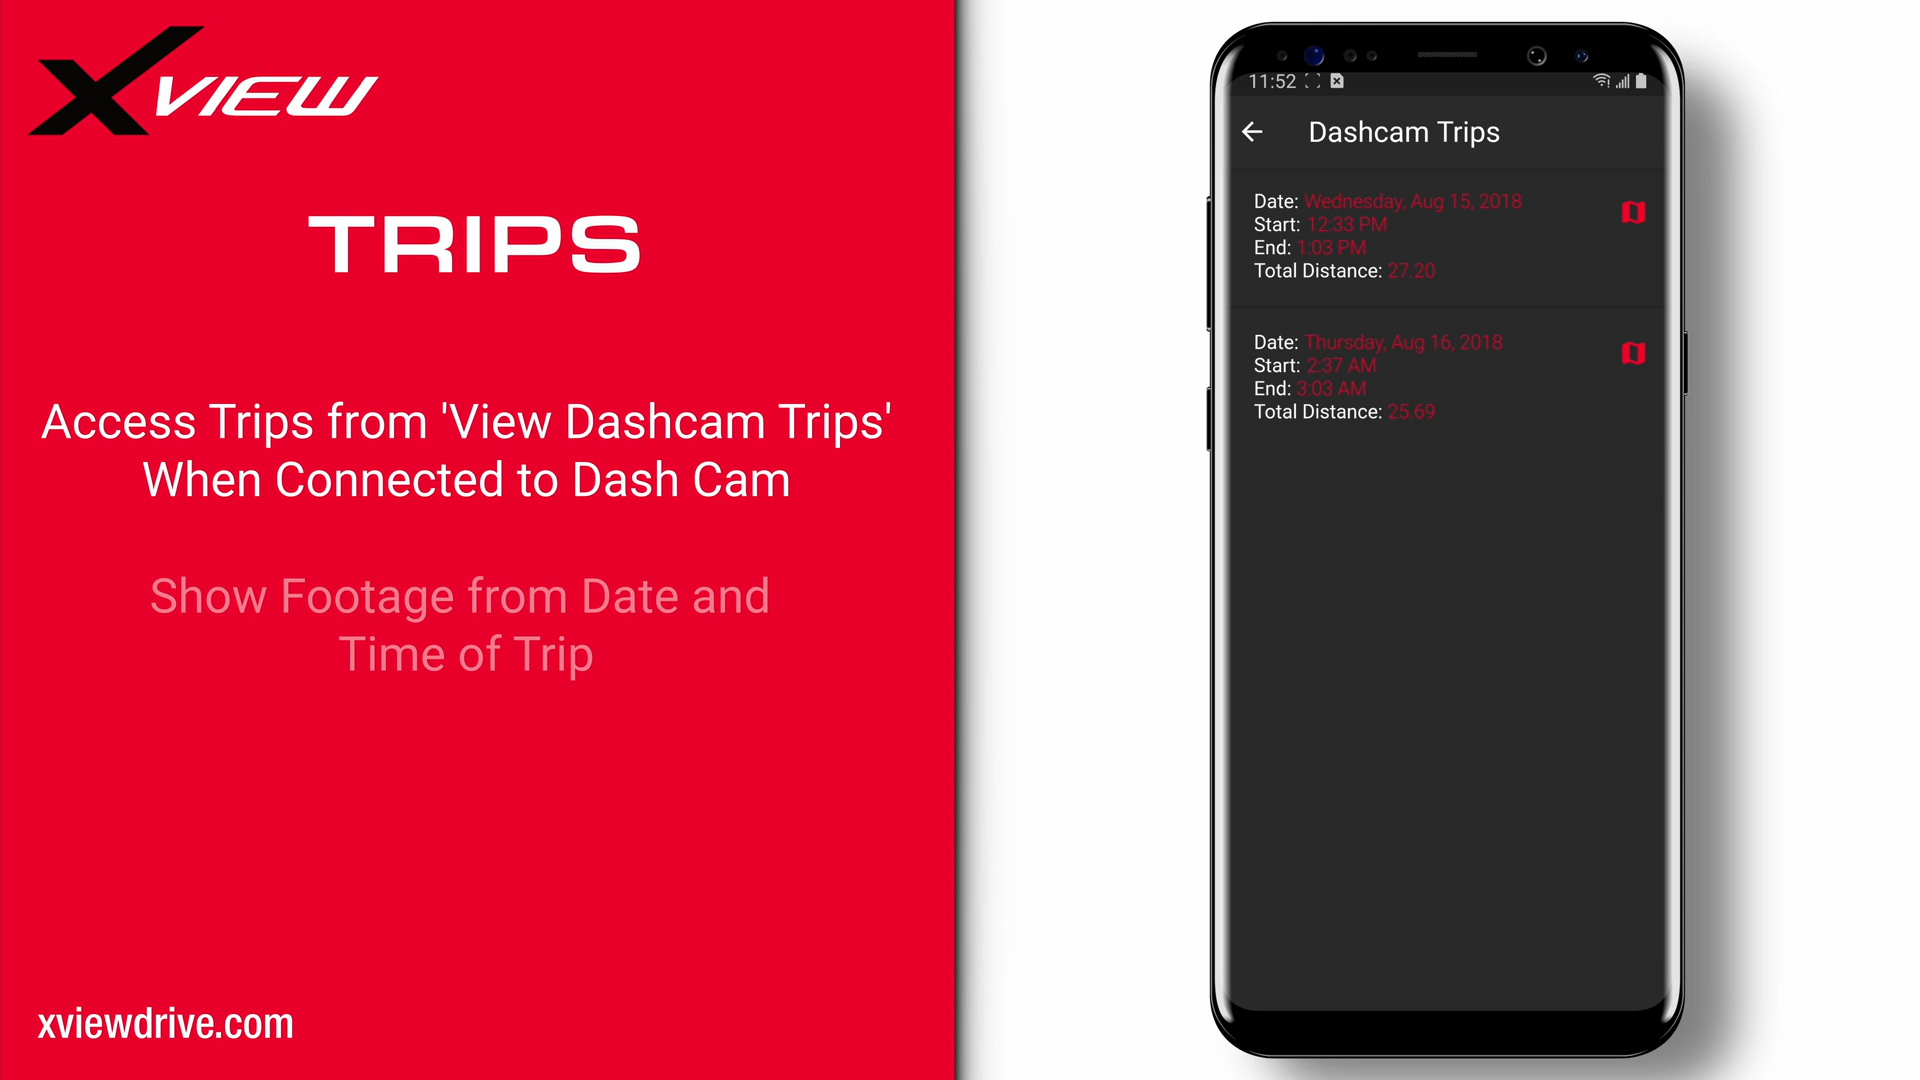 XVIEW
TRIPS
Access Trips from 'View Dashcam Trips'
When Connected to Dash Cam
Show Footage from Date and
Time of Trip
xviewdrive.com
11:52
Dashcam Trips
Date: Wednesday, Aug 15, 2018
Start: 12:33 PM
End: 1:03 PM
Total Distance: 27.20
Date: Thursday, Aug 16, 2018
Start: 2:37 AM
End: 3:03 AM
Total Distance: 25.69